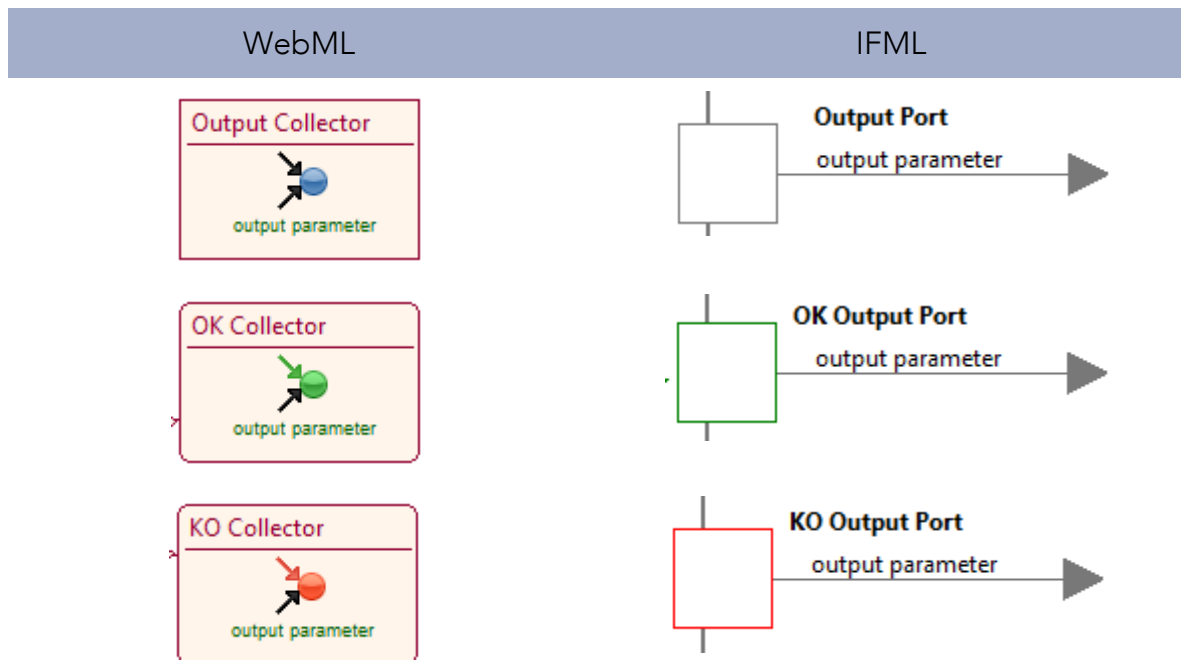 WebML
IFML
Output Collector
output parameter
Output Port
output parameter
OK Collector
output parameter
OK Output Port
output parameter
KO Collector
output parameter
KO Output Port
output parameter